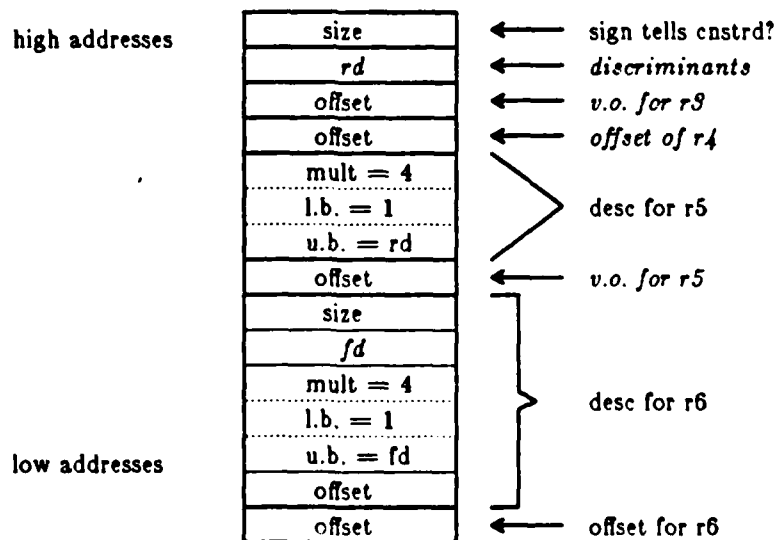 high addresses
size
sign tells cnstrd?
rd
discriminants
offset
v.o. for r3
offset
offset of r4
mult = 4
l.b. = 1
desc for r5
u.b. = rd
offset
v.o. for r5
size
fd
mult = 4
desc for r6
l.b. = 1
low addresses
u.b. = fd
offset
offset
offset for r6